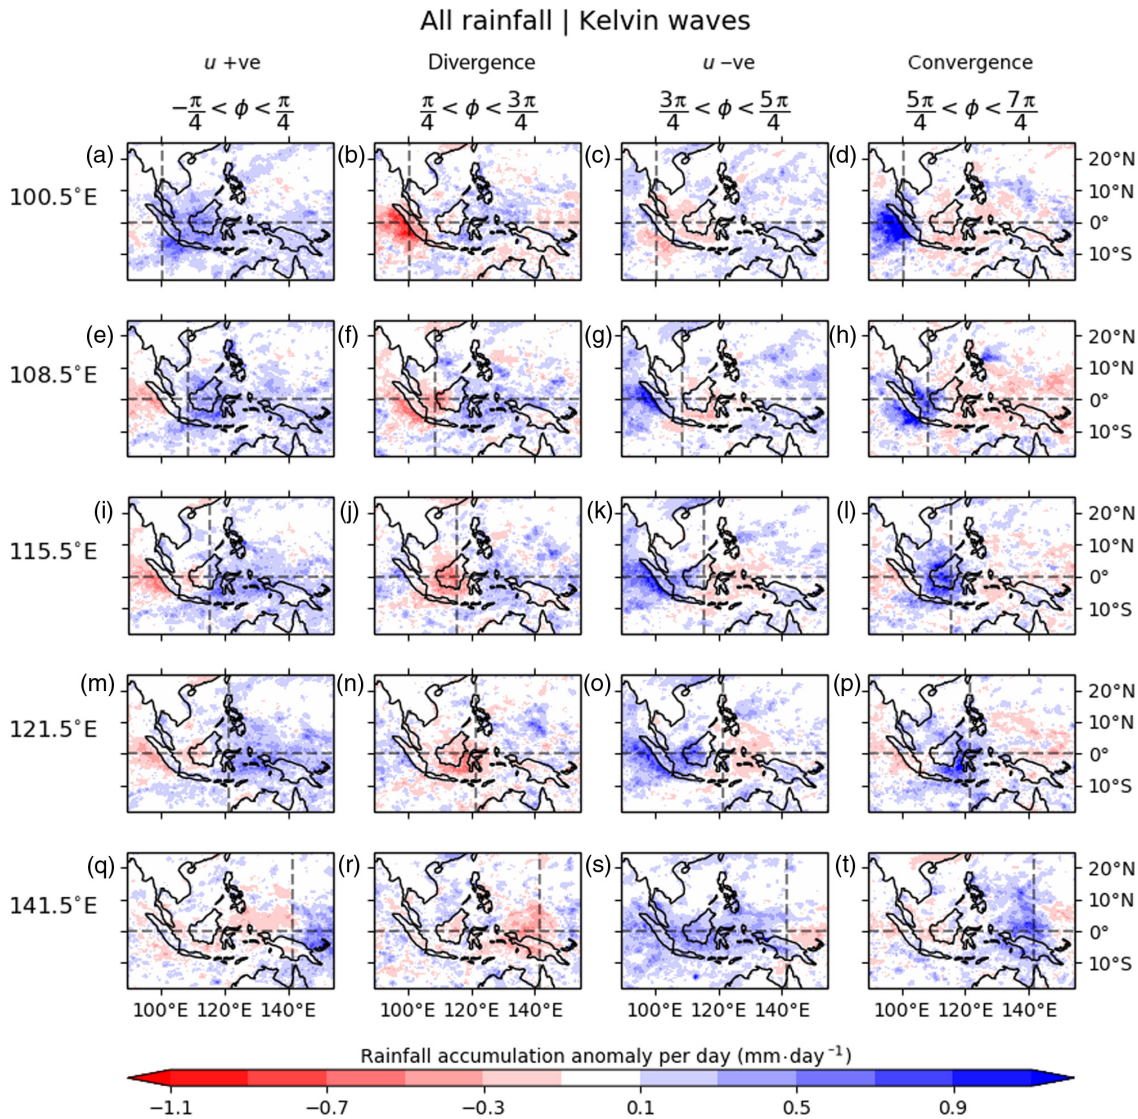 All rainfall | Kelvin waves
u +ve Divergence u −ve Convergence
−π/4 < ϕ < π/4 π/4 < ϕ < 3π/4 3π/4 < ϕ < 5π/4 5π/4 < ϕ < 7π/4
(a) (b) (c) (d)
20°N
100.5°E
10°N
0°
10°S
(e) (f) (g) (h)
20°N
108.5°E
10°N
0°
10°S
(i) (j) (k) (l)
20°N
115.5°E
10°N
0°
10°S
(m) (n) (o) (p)
20°N
121.5°E
10°N
0°
10°S
(q) (r) (s) (t)
20°N
141.5°E
10°N
0°
10°S
100°E 120°E 140°E 100°E 120°E 140°E 100°E 120°E 140°E 100°E 120°E 140°E
Rainfall accumulation anomaly per day (mm·day⁻¹)
−1.1 −0.7 −0.3 0.1 0.5 0.9